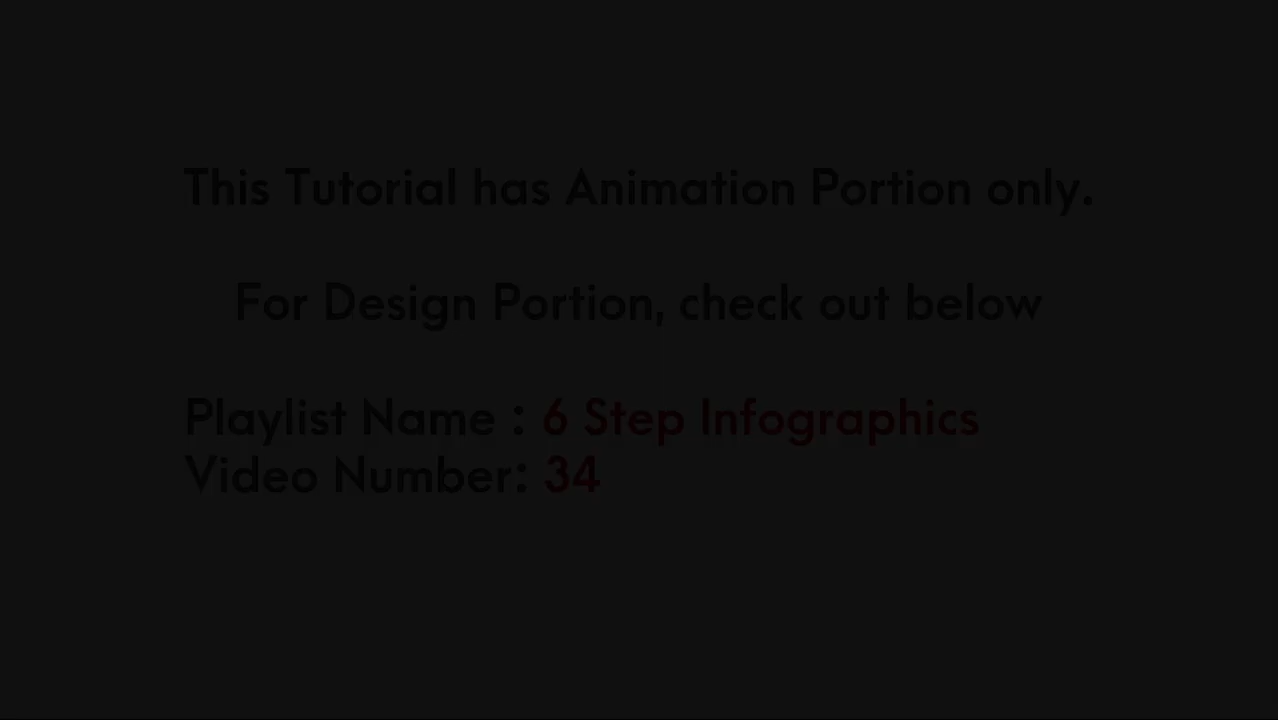 This Tutorial has Animation Portion only.
For Design Portion, check out below
Playlist Name : 6 Step Infographics
Video Number: 34